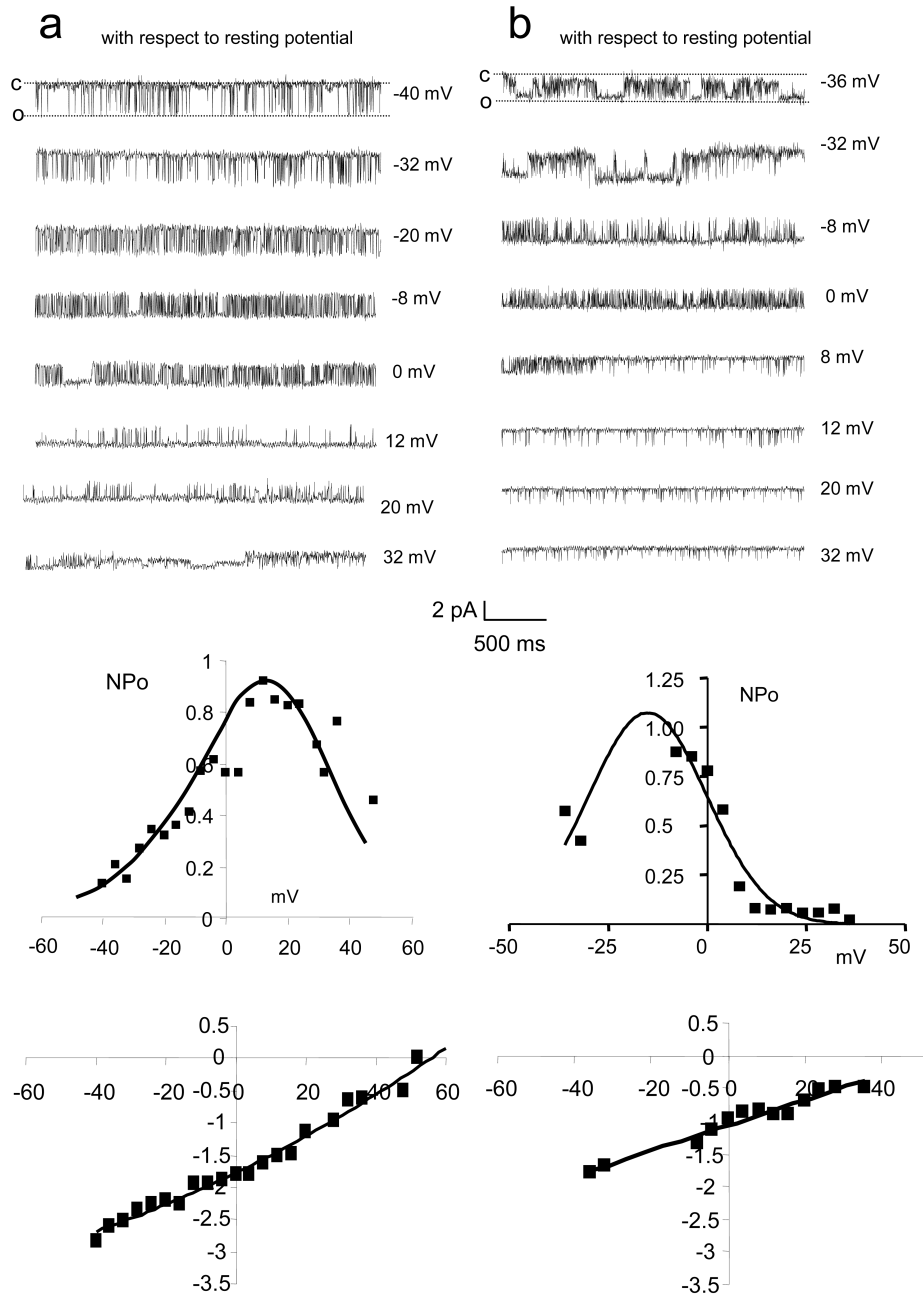 a
with respect to resting potential
c
o
-40 mV
-32 mV
-20 mV
-8 mV
0 mV
12 mV
20 mV
32 mV
b
with respect to resting potential
c
o
-36 mV
-32 mV
-8 mV
0 mV
8 mV
12 mV
20 mV
32 mV
2 pA
500 ms
NPo
1
0.8
0.6
0.4
0.2
0
mV
-60 -40 -20 0 20 40 60
1.25
NPo
1.00
0.75
0.5
0.25
-50 -25 0 25 50
mV
0.5
0
-60 -40 -20 0 20 40 60
-0.5
-1
-1.5
-2
-2.5
-3
-3.5
0.5
0
-60 -40 -20 0 20 40
-0.5
-1
-1.5
-2
-2.5
-3
-3.5